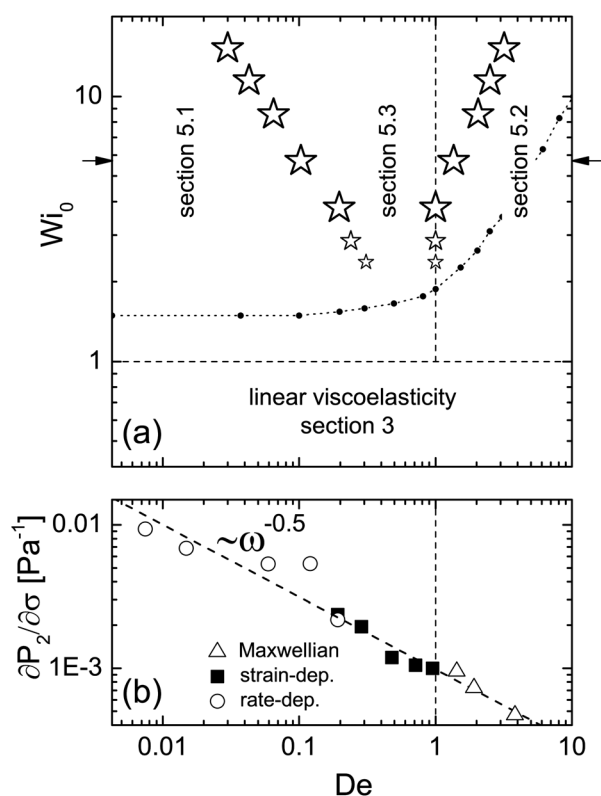 10
1
Wi0
section 5.1
section 5.3
section 5.2
linear viscoelasticity
section 3
(a)
0.01
1E-3
∂P2/∂σ [Pa-1]
~ω-0.5
Maxwellian
strain-dep.
rate-dep.
(b)
0.01
0.1
1
10
De